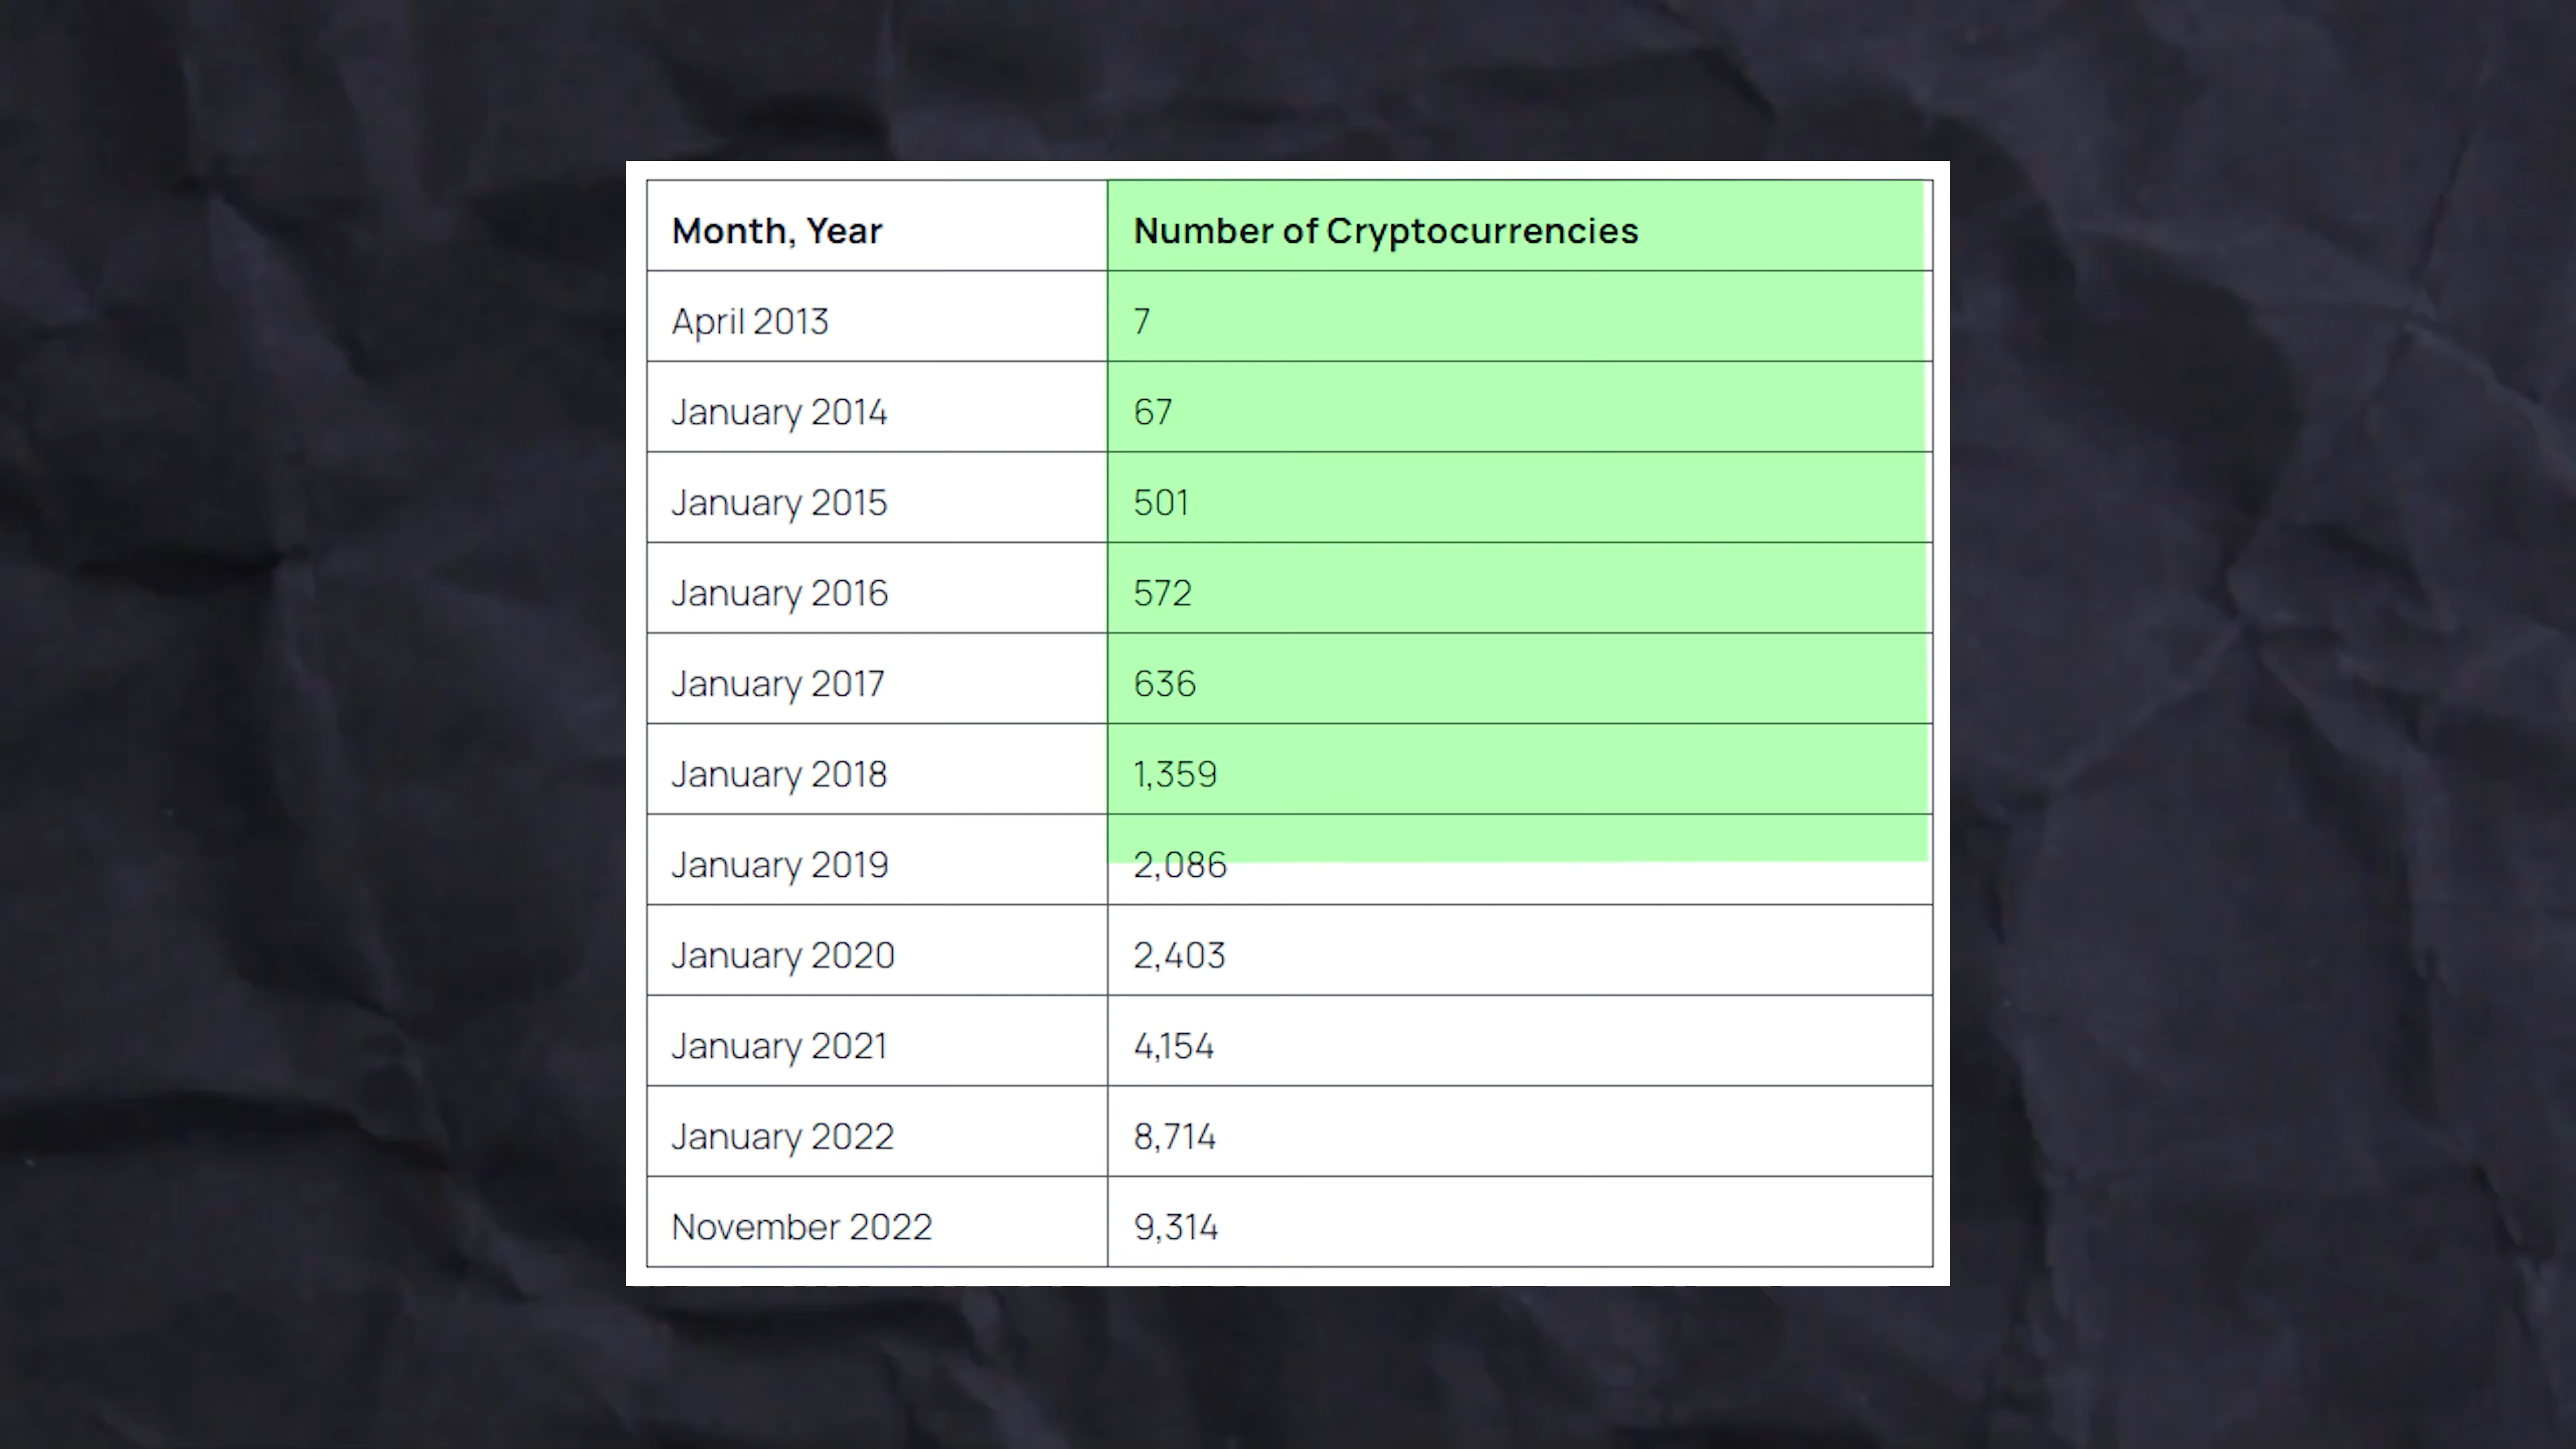 Month, Year Number of Cryptocurrencies
April 2013 7
January 2014 67
January 2015 501
January 2016 572
January 2017 636
January 2018 1,359
January 2019 2,086
January 2020 2,403
January 2021 4,154
January 2022 8,714
November 2022 9,314